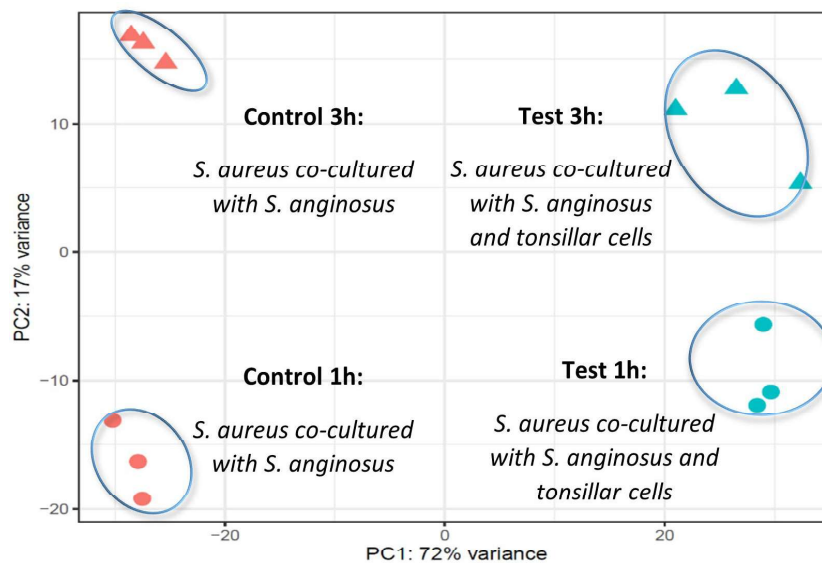 10
0
−10
−20
PC2: 17% variance
Control 3h:
S. aureus co-cultured
with S. anginosus
Test 3h:
S. aureus co-cultured
with S. anginosus
and tonsillar cells
Control 1h:
S. aureus co-cultured
with S. anginosus
Test 1h:
S. aureus co-cultured
with S. anginosus and
tonsillar cells
−20
0
20
PC1: 72% variance